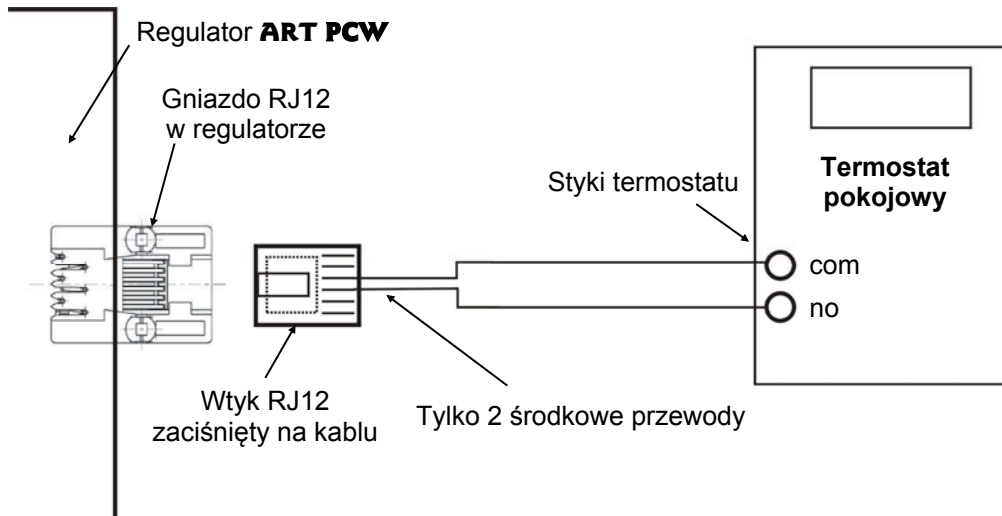 Regulator ART PCW
Gniazdo RJ12
w regulatorze
Styki termostatu
Termostat
pokojowy
com
no
Wtyk RJ12
zaciśnięty na kablu
Tylko 2 środkowe przewody